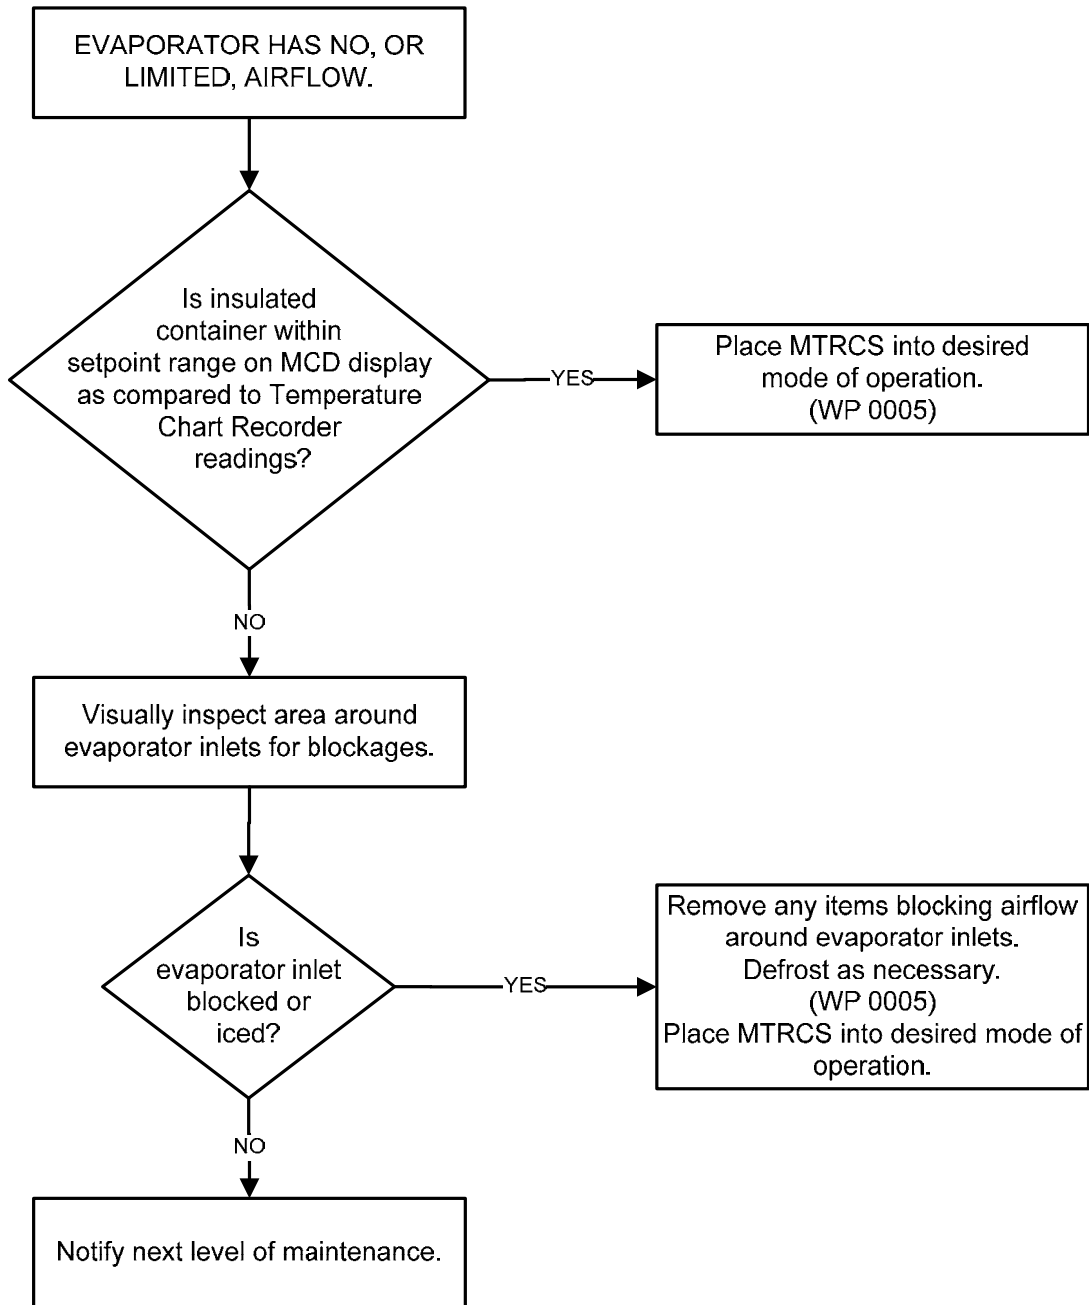 EVAPORATOR HAS NO, OR
LIMITED, AIRFLOW.
Is insulated
container within
setpoint range on MCD display
as compared to Temperature
Chart Recorder
readings?
YES
Place MTRCS into desired
mode of operation.
(WP 0005)
NO
Visually inspect area around
evaporator inlets for blockages.
Is
evaporator inlet
blocked or
iced?
YES
Remove any items blocking airflow
around evaporator inlets.
Defrost as necessary.
(WP 0005)
Place MTRCS into desired mode of
operation.
NO
Notify next level of maintenance.